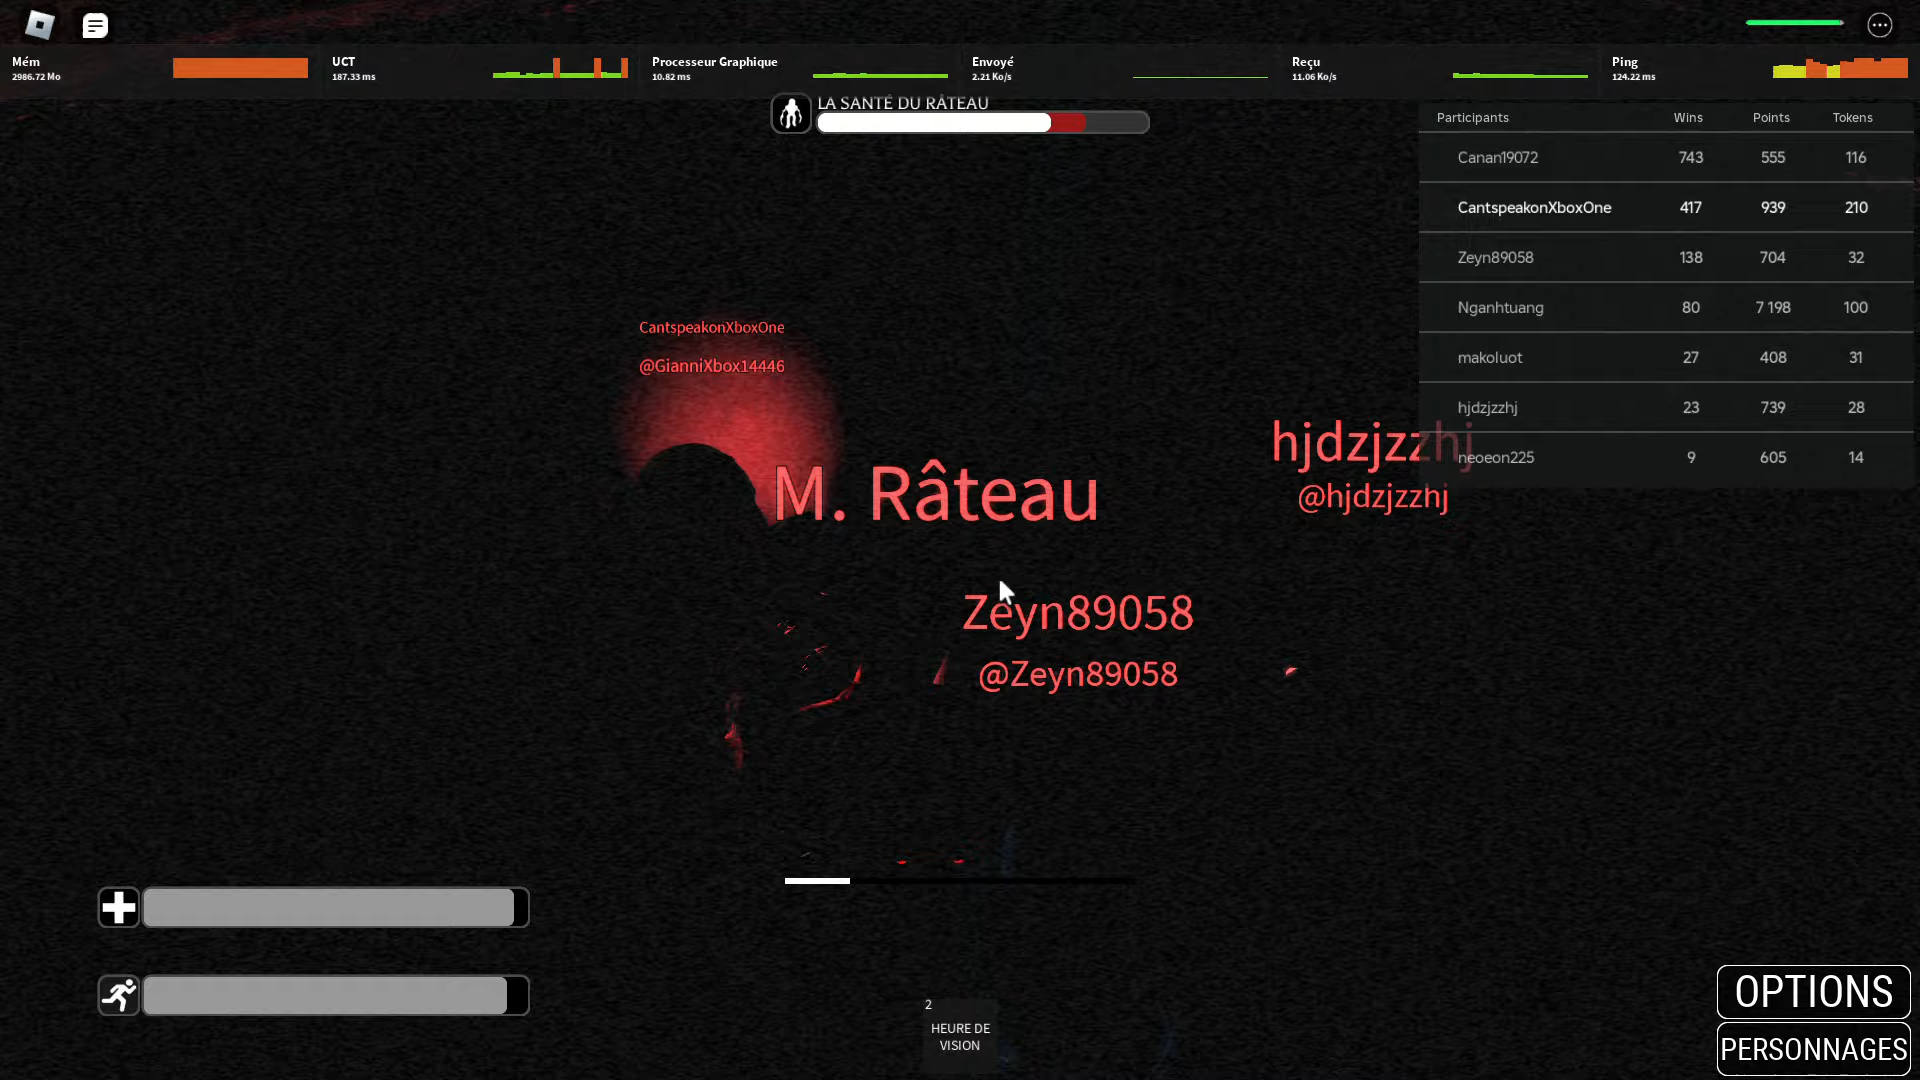 Mém
2986.72 Mo
UCT
187.33 ms
Processeur Graphique
10.82 ms
Envoyé
2.21 Ko/s
Reçu
11.06 Ko/s
Ping
124.22 ms
LA SANTÉ DU RÂTEAU
Participants Wins Points Tokens
Canan19072 743 555 116
CantspeakonXboxOne 417 939 210
Zeyn89058 138 704 32
Nganhtuang 80 7 198 100
makoluot 27 408 31
hjdzjzzhj 23 739 28
neoeon225 9 605 14
CantspeakonXboxOne
@GianniXbox14446
hjdzjzzhj
@hjdzjzzhj
M. Râteau
Zeyn89058
@Zeyn89058
2
HEURE DE
VISION
OPTIONS
PERSONNAGES